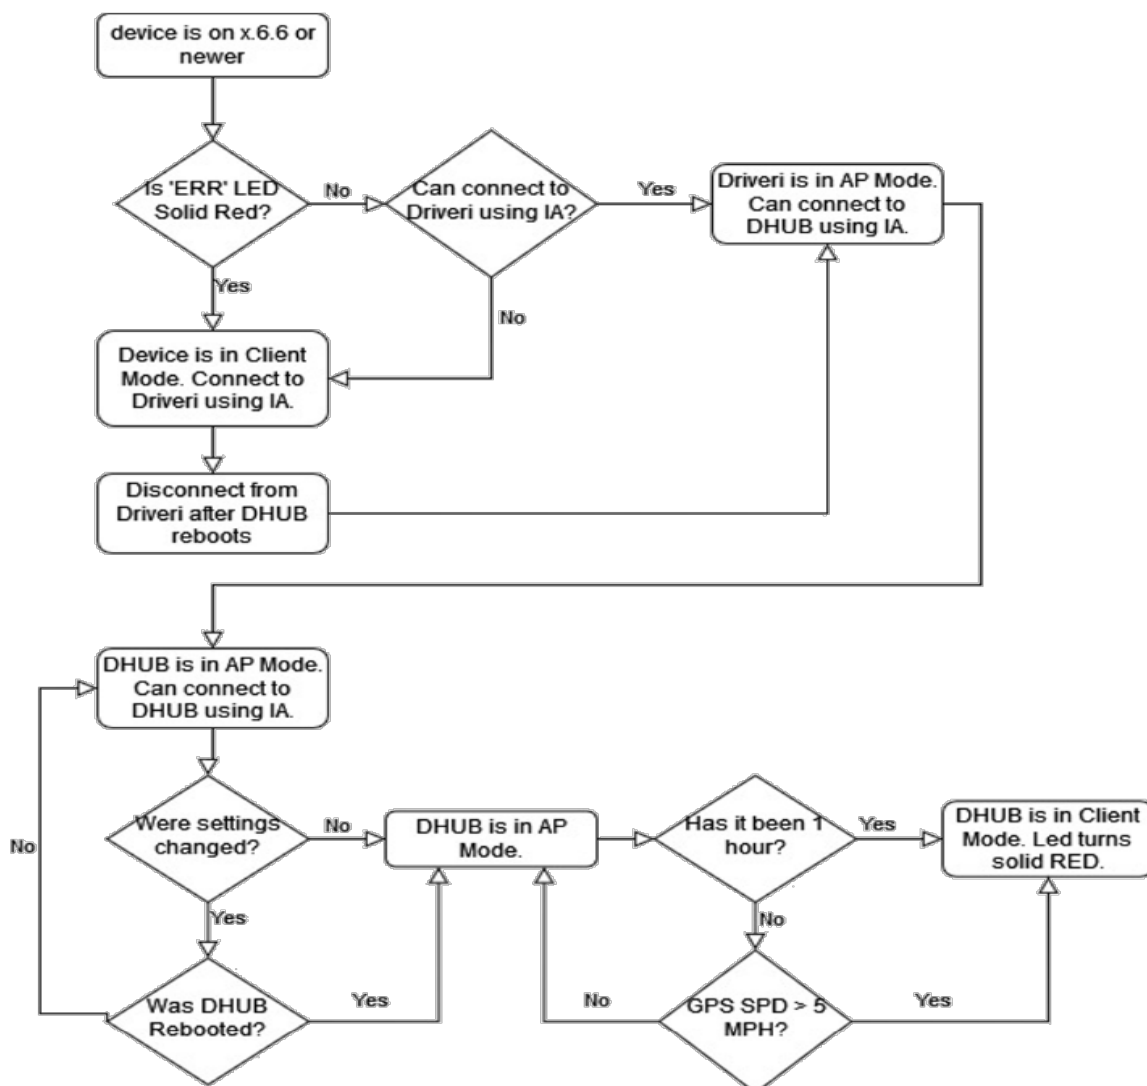 device is on x.6.6 or
newer
Is 'ERR' LED
Solid Red?
No
Can connect to
Driveri using IA?
Yes
Driveri is in AP Mode.
Can connect to
DHUB using IA.
Yes
No
Device is in Client
Mode. Connect to
Driveri using IA.
Disconnect from
Driveri after DHUB
reboots
DHUB is in AP Mode.
Can connect to
DHUB using IA.
Were settings
changed?
No
DHUB is in AP
Mode.
Has it been 1
hour?
Yes
DHUB is in Client
Mode. Led turns
solid RED.
No
Yes
No
Was DHUB
Rebooted?
Yes
No
GPS SPD > 5
MPH?
Yes